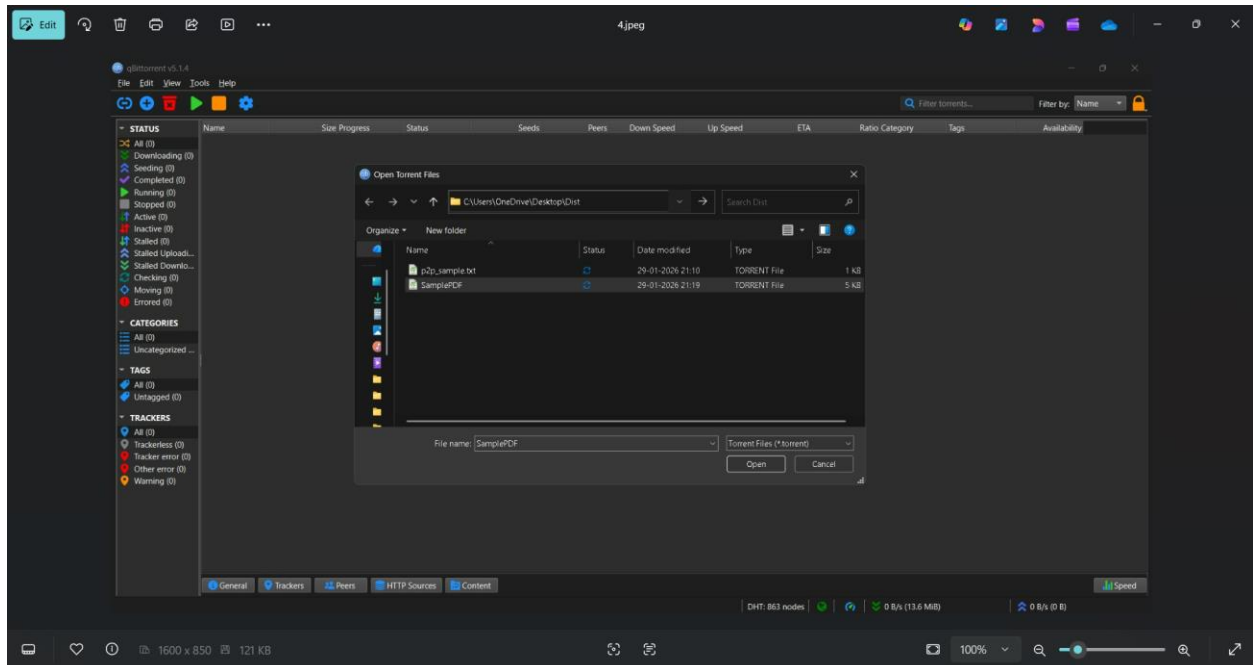 Edit
4.jpeg
qBittorrent v5.1.4
File Edit View Tools Help
Filter torrents...
Filter by: Name
STATUS
Name Size Progress Status Seeds Peers Down Speed Up Speed ETA Ratio Category Tags Availability
All (0)
Downloading (0)
Seeding (0)
Completed (0)
Running (0)
Stopped (0)
Active (0)
Inactive (0)
Stalled (0)
Stalled Uploadi...
Stalled Downlo...
Checking (0)
Moving (0)
Errored (0)
CATEGORIES
All (0)
Uncategorized ...
TAGS
All (0)
Untagged (0)
TRACKERS
All (0)
Trackerless (0)
Tracker error (0)
Other error (0)
Warning (0)
Open Torrent Files
C:\Users\OneDrive\Desktop\Dist
Search Dist
Organize New folder
Name Status Date modified Type Size
p2p_sample.txt 29-01-2026 21:10 TORRENT File 1 KB
SamplePDF 29-01-2026 21:19 TORRENT File 5 KB
File name: SamplePDF
Torrent Files (*.torrent)
Open Cancel
General Trackers Peers HTTP Sources Content Speed
DHT: 863 nodes 0 B/s (13.6 MiB) 0 B/s (0 B)
1600 x 850 121 KB
100%